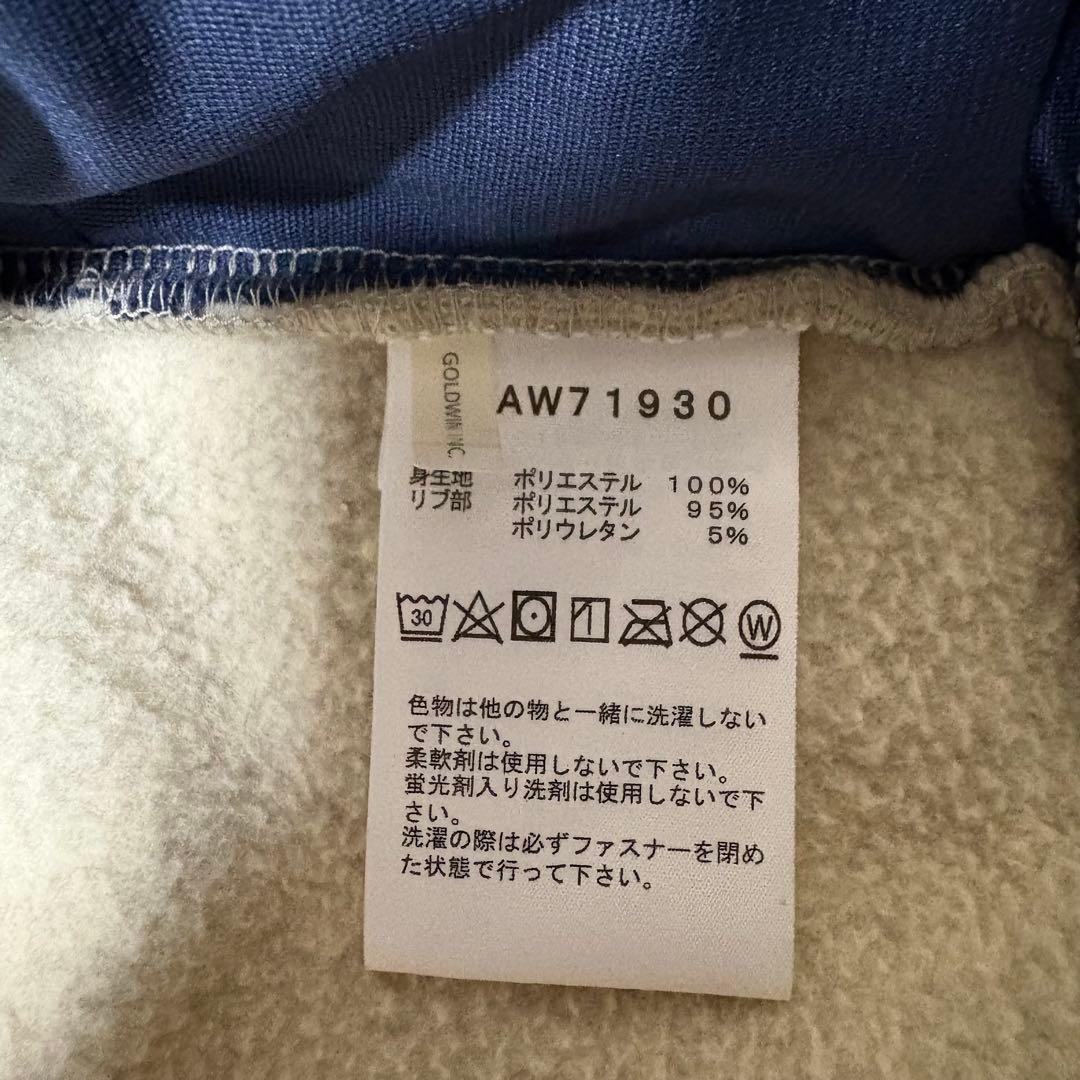 GOLDWIN INC.
AW71930
身生地 ポリエステル 100%
リブ部 ポリエステル 95%
ポリウレタン 5%
30
W
色物は他の物と一緒に洗濯しない
で下さい。
柔軟剤は使用しないで下さい。
蛍光剤入り洗剤は使用しないで下
さい。
洗濯の際は必ずファスナーを閉め
た状態で行って下さい。